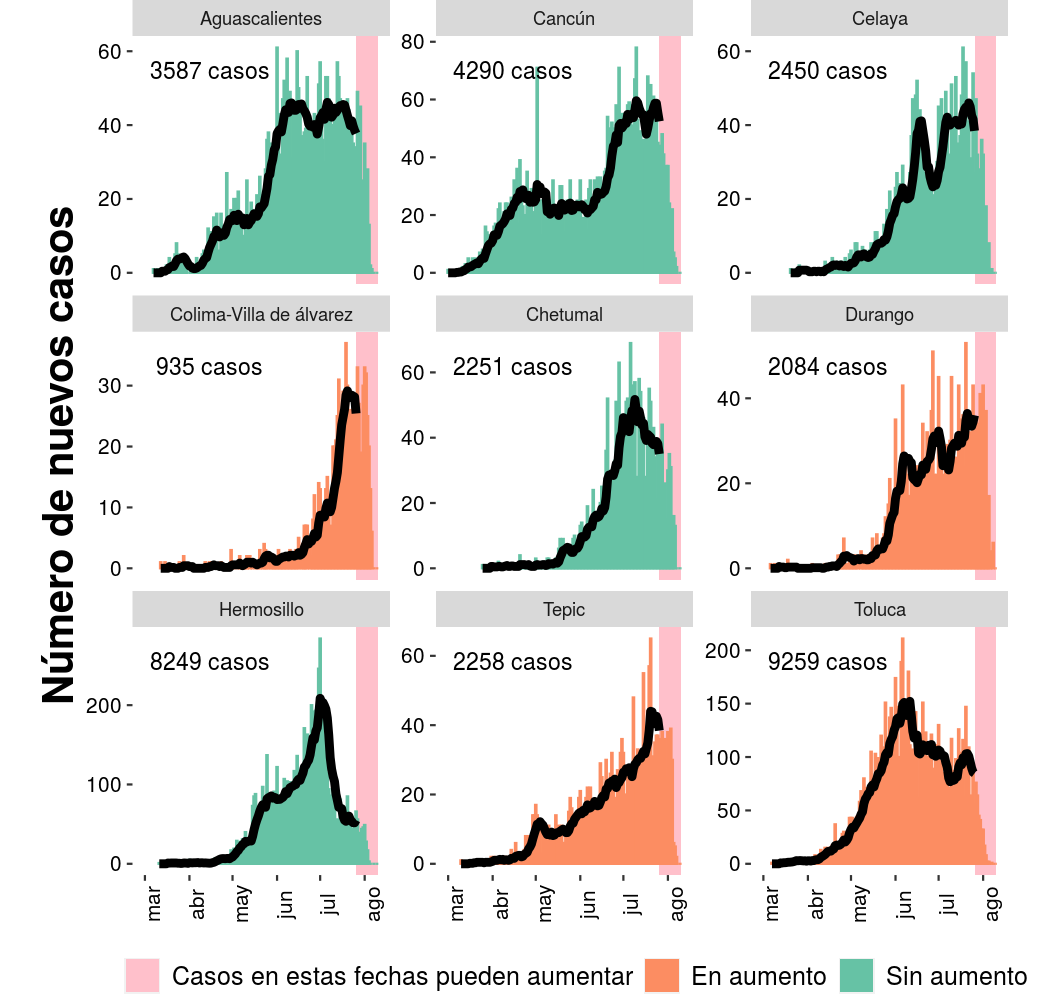 Número de nuevos casos
Aguascalientes
3587 casos
60
40
20
0
Cancún
4290 casos
80
60
40
20
0
Celaya
2450 casos
60
40
20
0
Colima-Villa de álvarez
935 casos
30
20
10
0
Chetumal
2251 casos
60
40
20
0
Durango
2084 casos
40
20
0
Hermosillo
8249 casos
200
100
0
mar abr may jun jul ago
Tepic
2258 casos
60
40
20
0
mar abr may jun jul ago
Toluca
9259 casos
200
150
100
50
0
mar abr may jun jul ago
Casos en estas fechas pueden aumentar En aumento Sin aumento